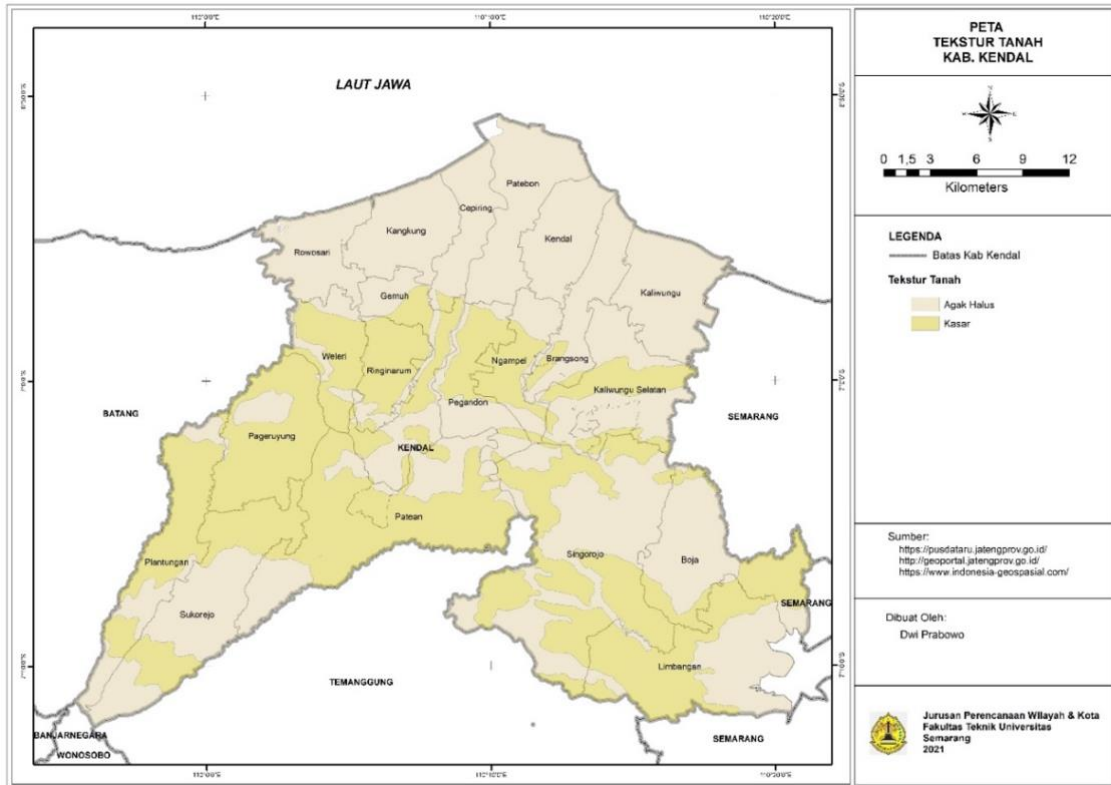 PETA
TEKSTUR TANAH
KAB. KENDAL
0 1,5 3 6 9 12
Kilometers
LEGENDA
Batas Kab Kendal
Tekstur Tanah
Agak Halus
Kasar
Sumber:
https://pusdataru.jatengprov.go.id/
http://geoportal.jatengprov.go.id/
https://www.indonesia-geospasial.com/
Dibuat Oleh:
Dwi Prabowo
Jurusan Perencanaan Wilayah & Kota
Fakultas Teknik Universitas
Semarang
2021
LAUT JAWA
Patebon
Cepiring
Kangkung
Kendal
Rowosari
Kaliwungu
Gemuh
Weleri
Ringinarum
Ngampel
Brangsong
Kaliwungu Selatan
Pegandon
BATANG
SEMARANG
Pageruyung
KENDAL
Patean
Plantungan
Singorojo
Boja
Sukorejo
SEMARANG
Limbangan
TEMANGGUNG
BANJARNEGARA
WONOSOBO
SEMARANG